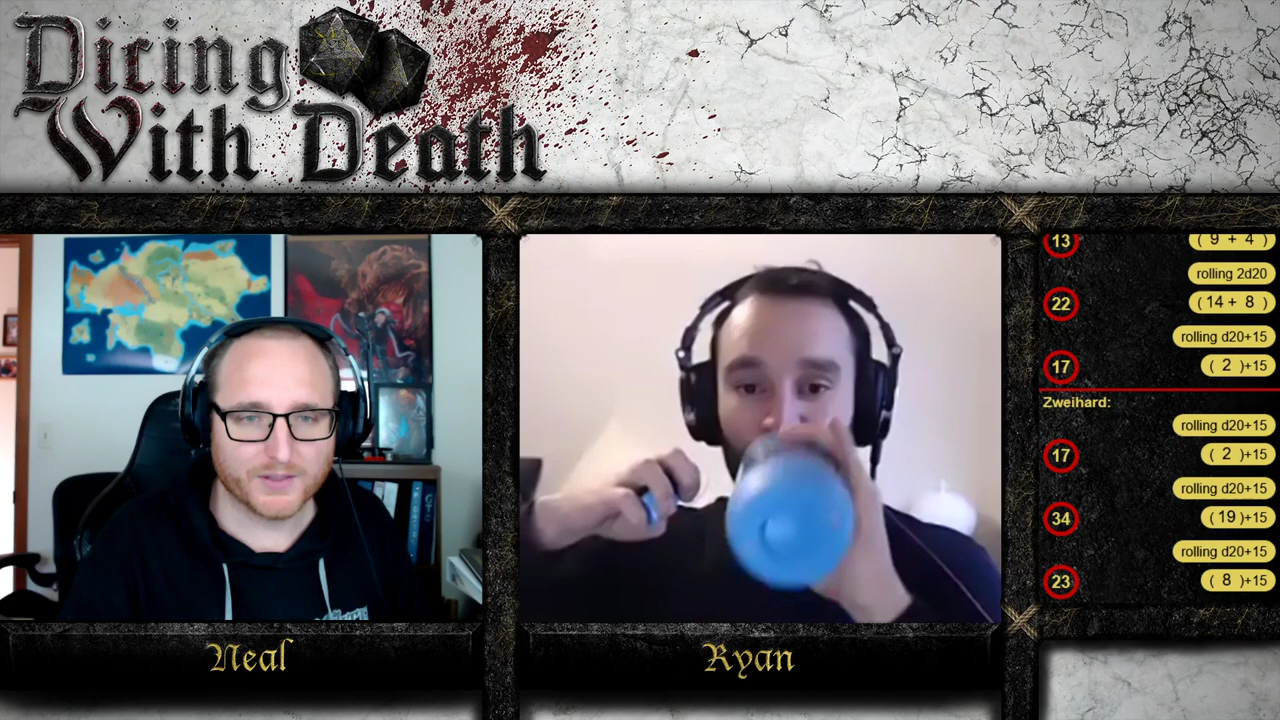 Dicing
With Death
13
( 9 + 4 )
rolling 2d20
22
( 14 + 8 )
rolling d20+15
17
( 2 )+15
Zweihard:
rolling d20+15
17
( 2 )+15
rolling d20+15
34
( 19 )+15
rolling d20+15
23
( 8 )+15
Neal
Ryan